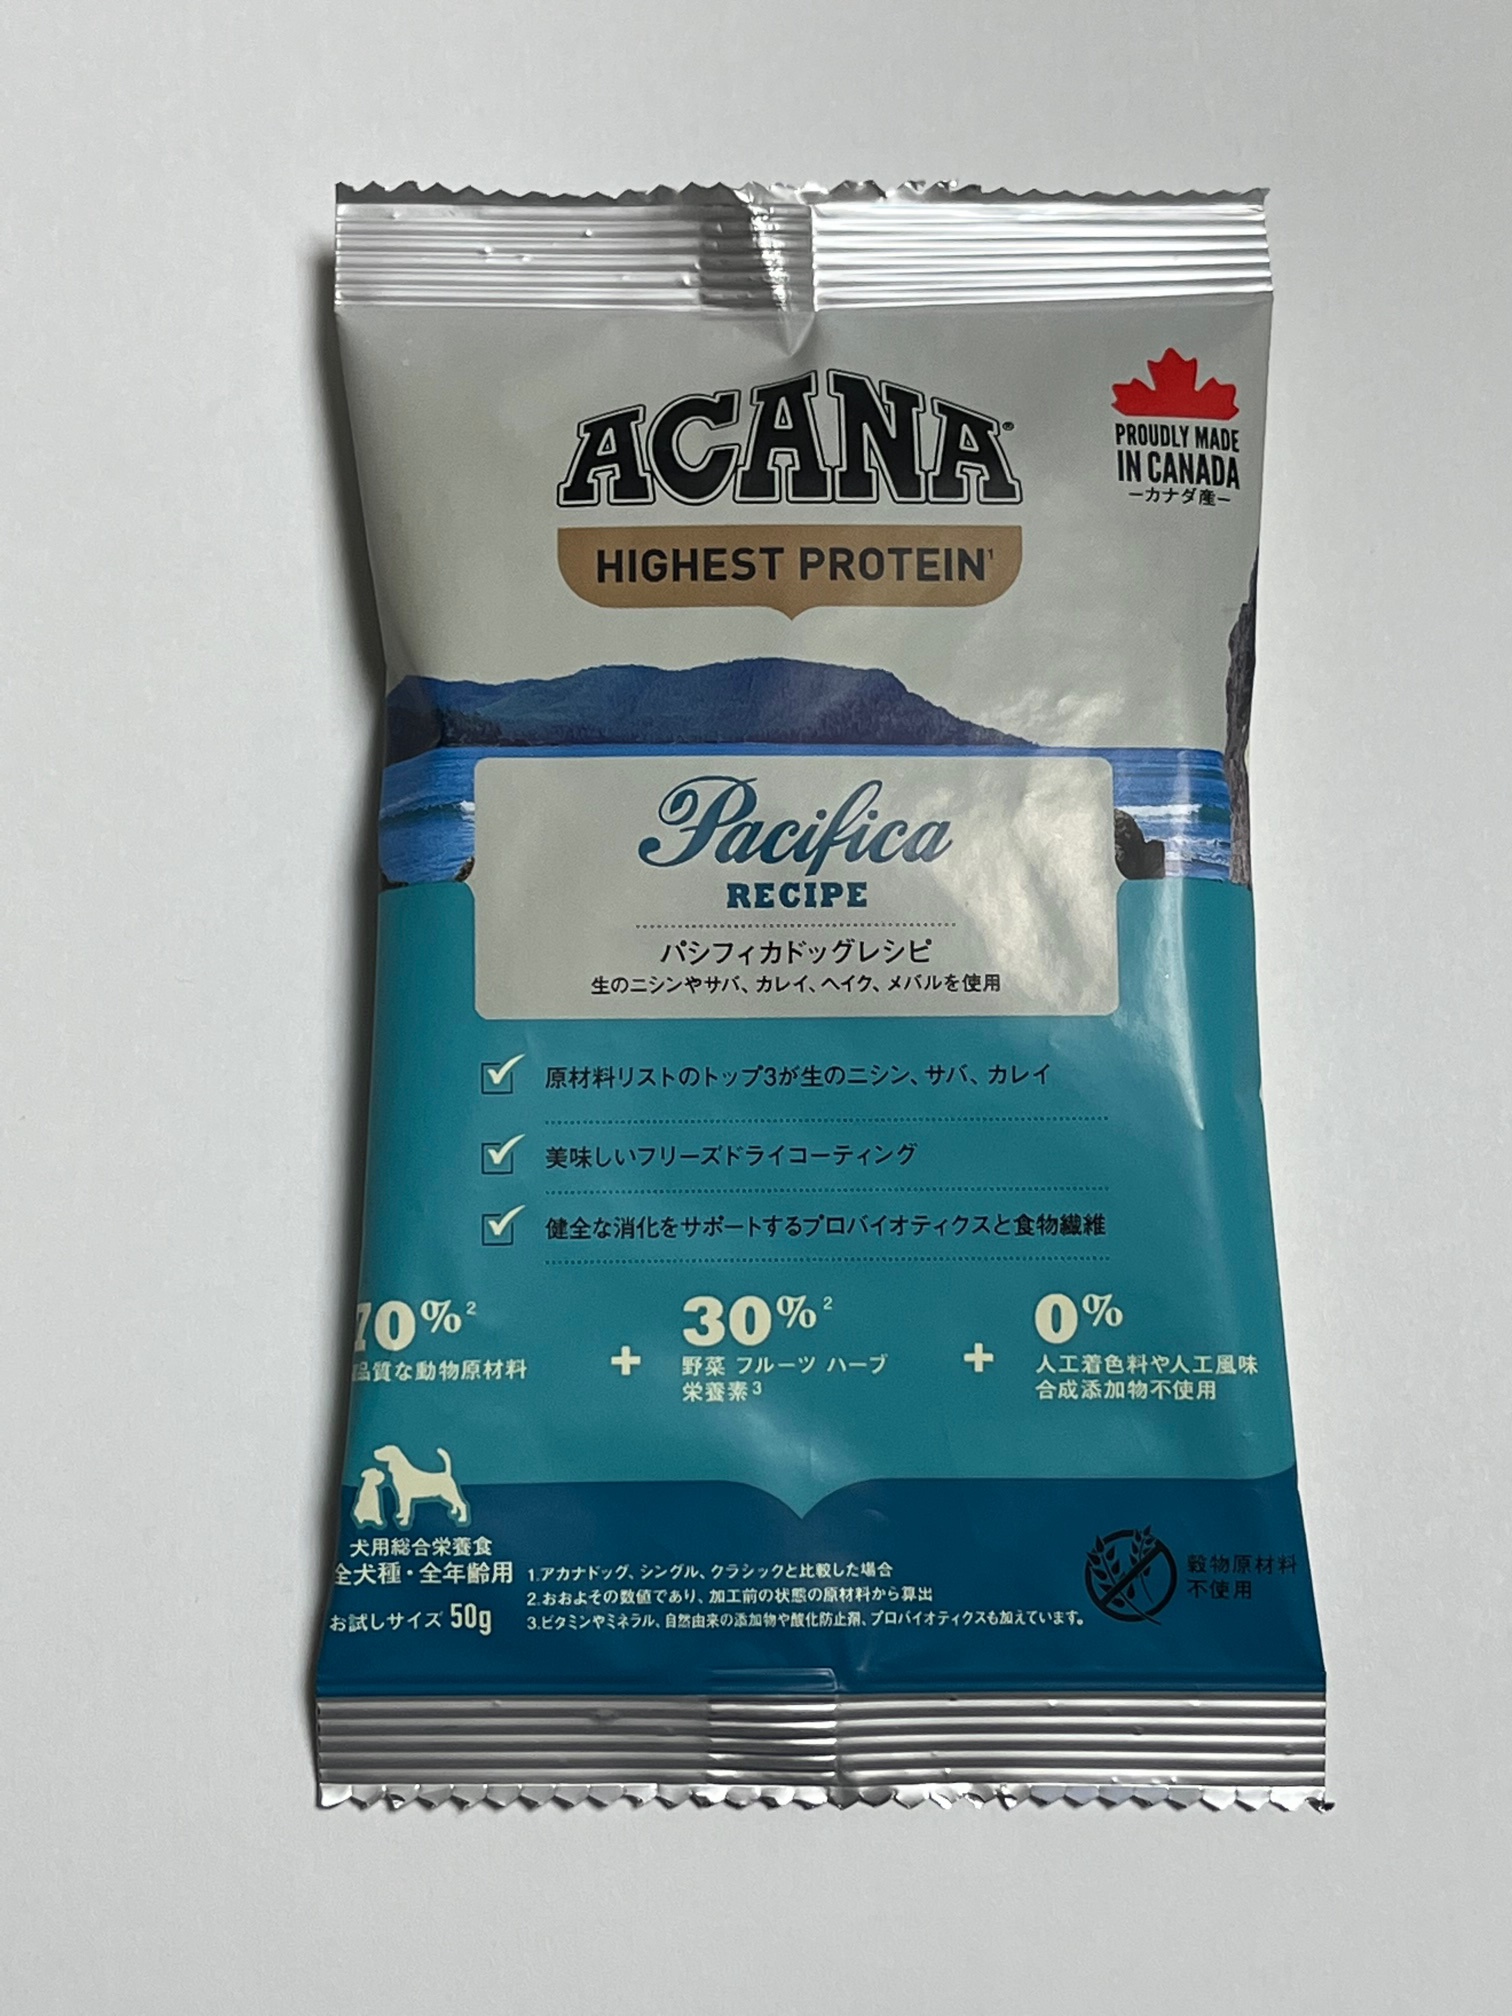 ACANA®
PROUDLY MADE
IN CANADA
ーカナダ産ー
HIGHEST PROTEIN¹
Pacifica
RECIPE
パシフィカドッグレシピ
生のニシンやサバ、カレイ、ヘイク、メバルを使用
原材料リストのトップ3が生のニシン、サバ、カレイ
美味しいフリーズドライコーティング
健全な消化をサポートするプロバイオティクスと食物繊維
70%²
品質な動物原材料
+
30%²
野菜 フルーツ ハーブ
栄養素³
+
0%
人工着色料や人工風味
合成添加物不使用
犬用総合栄養食
全犬種・全年齢用
お試しサイズ 50g
1.アカナドッグ、シングル、クラシックと比較した場合
2.おおよその数値であり、加工前の状態の原材料から算出
3.ビタミンやミネラル、自然由来の添加物や酸化防止剤、プロバイオティクスも加えています。
穀物原材料
不使用